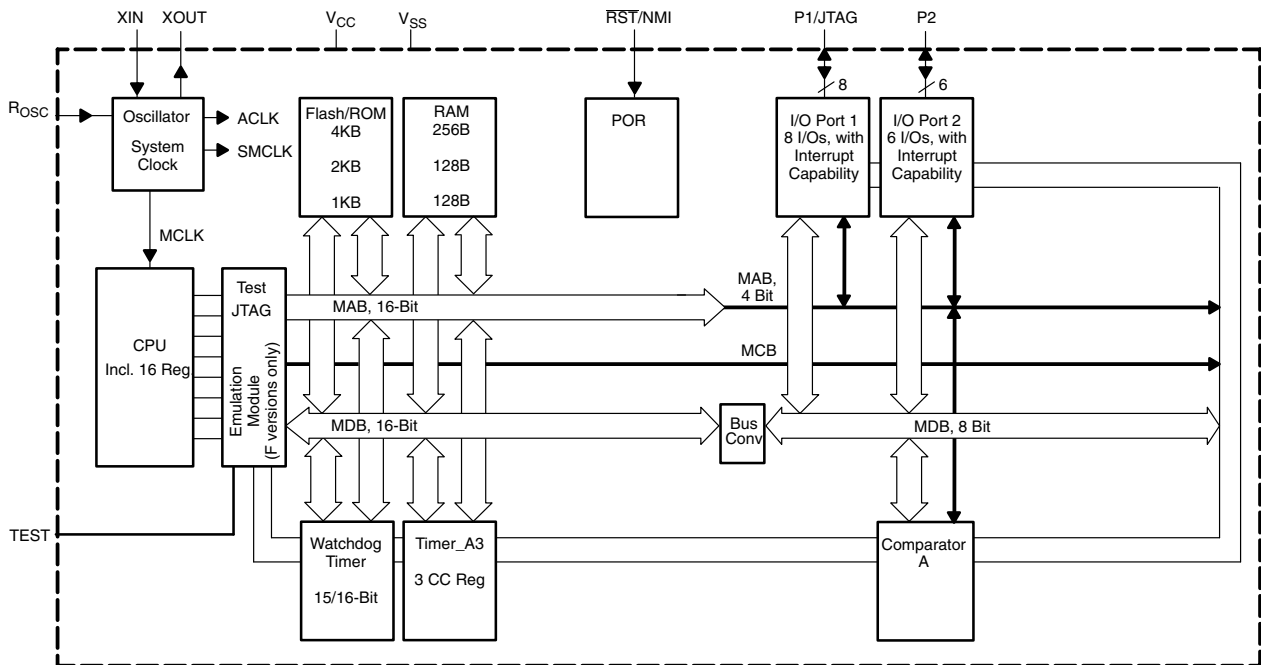 XIN
XOUT
VCC
VSS
RST/NMI
P1/JTAG
P2
8
6
ROSC
Oscillator
System
Clock
ACLK
SMCLK
Flash/ROM
4KB
2KB
1KB
RAM
256B
128B
128B
POR
I/O Port 1
8 I/Os, with
Interrupt
Capability
I/O Port 2
6 I/Os, with
Interrupt
Capability
MCLK
CPU
Incl. 16 Reg.
Test
JTAG
Emulation
Module
(F versions only)
MAB, 16-Bit
MAB,
4 Bit
MCB
MDB, 16-Bit
Bus
Conv
MDB, 8 Bit
TEST
Watchdog
Timer
15/16-Bit
Timer_A3
3 CC Reg
Comparator
A